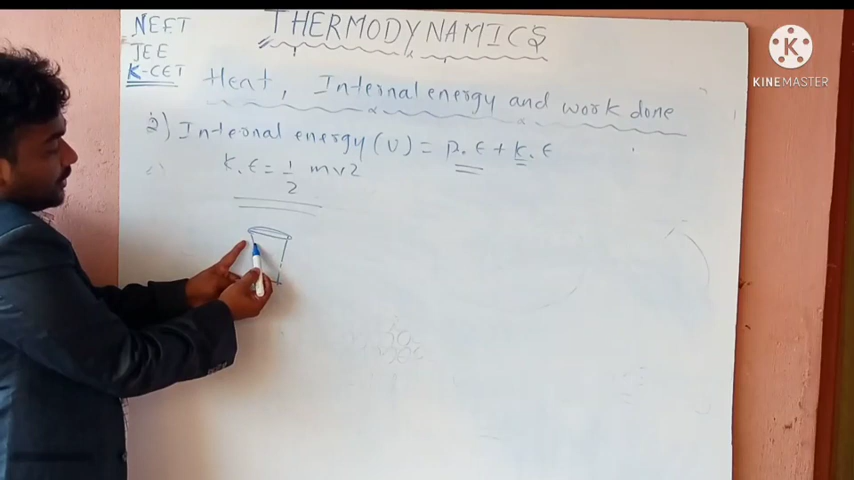 NEET
JEE
K-CET
THERMODYNAMICS
Heat, Internal energy and work done
2) Internal energy (U) = p.E + k.E
K.E = 1/2 mv2
KINEMASTER